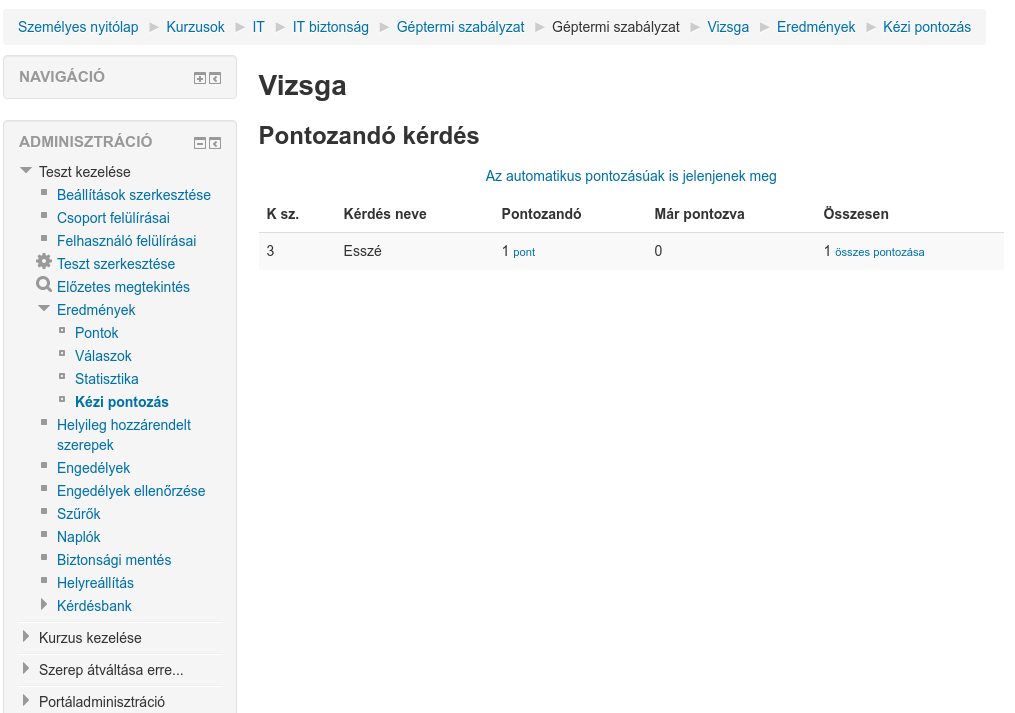 Személyes nyitólap ► Kurzusok ► IT ► IT biztonság ► Géptermi szabályzat ► Géptermi szabályzat ► Vizsga ► Eredmények ► Kézi pontozás
NAVIGÁCIÓ
ADMINISZTRÁCIÓ
Teszt kezelése
Beállítások szerkesztése
Csoport felülírásai
Felhasználó felülírásai
Teszt szerkesztése
Előzetes megtekintés
Eredmények
Pontok
Válaszok
Statisztika
Kézi pontozás
Helyileg hozzárendelt
szerepek
Engedélyek
Engedélyek ellenőrzése
Szűrők
Naplók
Biztonsági mentés
Helyreállítás
Kérdésbank
Kurzus kezelése
Szerep átváltása erre...
Portáladminisztráció
Vizsga
Pontozandó kérdés
Az automatikus pontozásúak is jelenjenek meg
K sz. Kérdés neve Pontozandó Már pontozva Összesen
3 Esszé 1 pont 0 1 összes pontozása